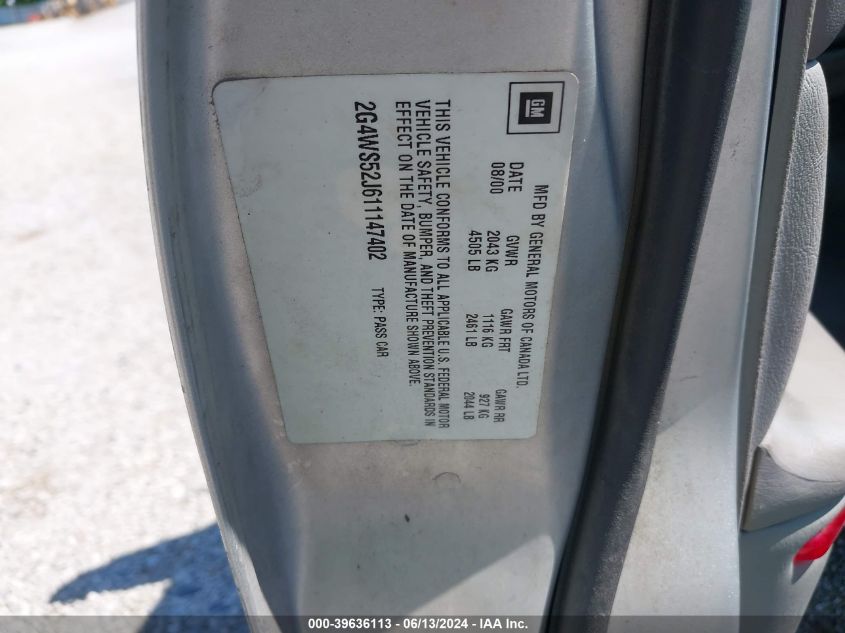 GM
MFD BY GENERAL MOTORS OF CANADA LTD.
DATE GVWR GAWR FRT GAWR RR
08/00 2043 KG 1116 KG 927 KG
4505 LB 2461 LB 2044 LB
THIS VEHICLE CONFORMS TO ALL APPLICABLE U.S. FEDERAL MOTOR
VEHICLE SAFETY, BUMPER, AND THEFT PREVENTION STANDARDS IN
EFFECT ON THE DATE OF MANUFACTURE SHOWN ABOVE.
2G4WS52J611147402 TYPE: PASS CAR
000-39636113 - 06/13/2024 - IAA Inc.